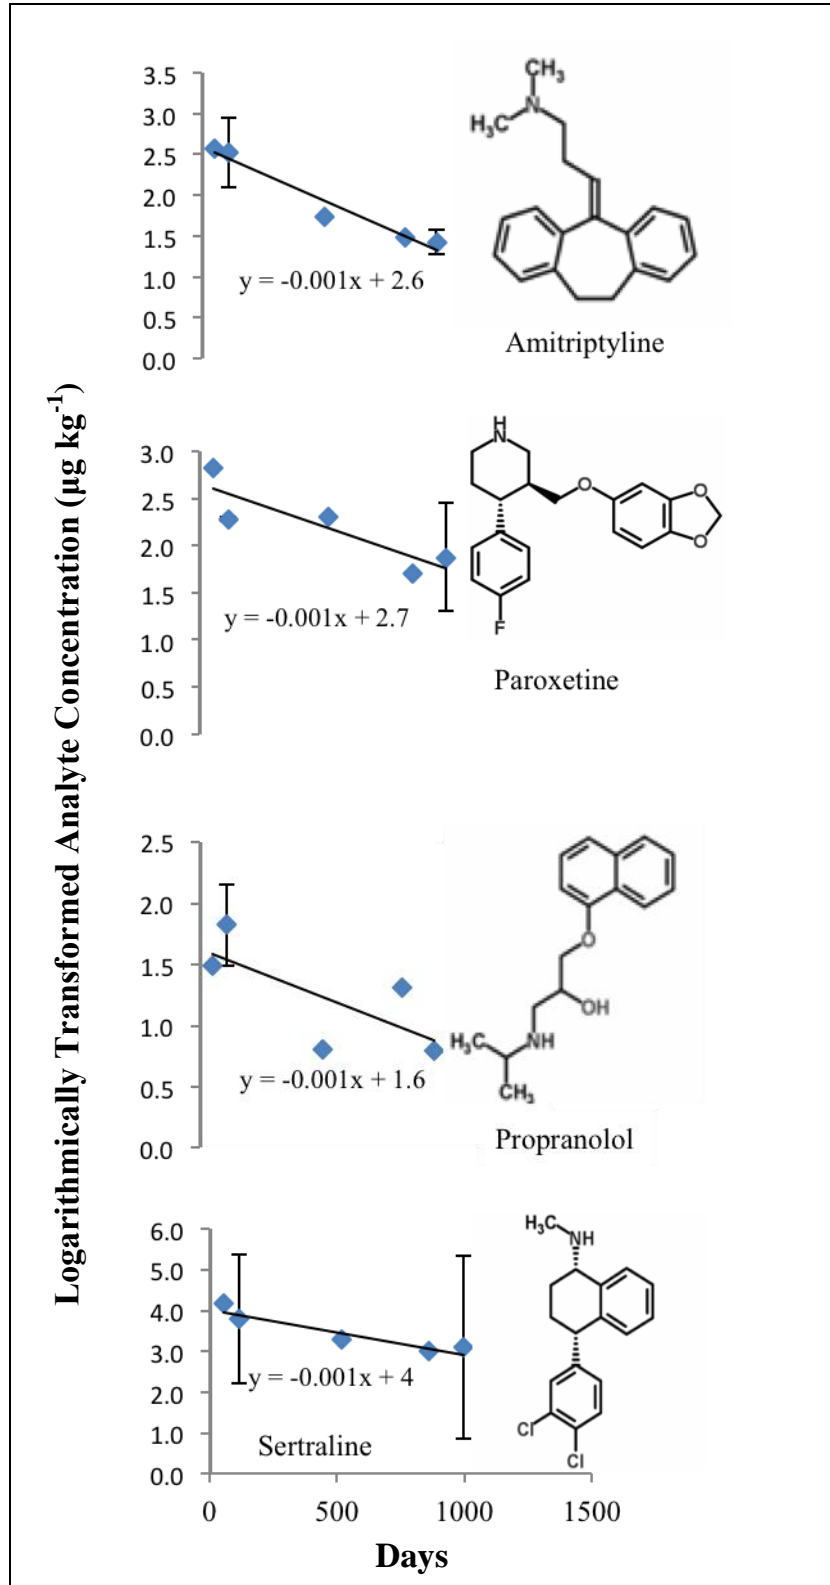 Logarithmically Transformed Analyte Concentration (µg kg⁻¹)
3.5
3.0
2.5
2.0
1.5
1.0
0.5
0.0
y = -0.001x + 2.6
CH₃
N
H₃C
Amitriptyline
3.0
2.5
2.0
1.5
1.0
0.5
0.0
y = -0.001x + 2.7
H
N
O
O
O
F
Paroxetine
2.5
2.0
1.5
1.0
0.5
0.0
y = -0.001x + 1.6
O
OH
H₃C
NH
CH₃
Propranolol
6.0
5.0
4.0
3.0
2.0
1.0
0.0
y = -0.001x + 4
Sertraline
H₃C
NH
Cl
Cl
0 500 1000 1500
Days